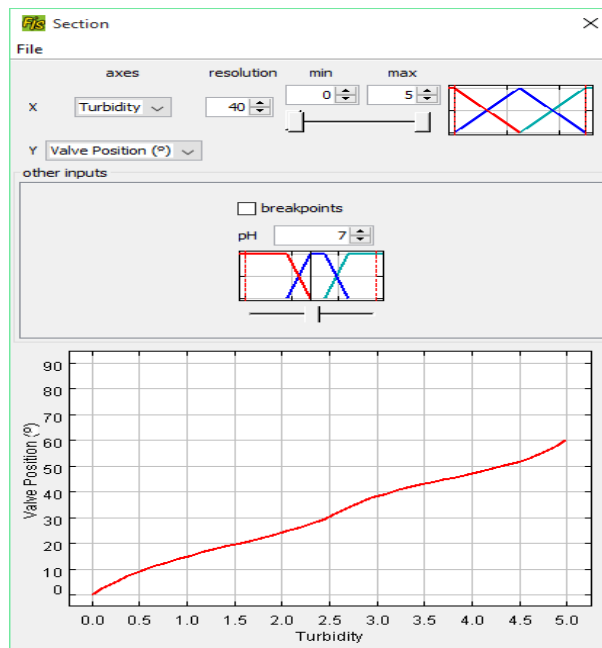 Fis Section
File
axes resolution min max
X Turbidity 40 0 5
Y Valve Position (º)
other inputs
breakpoints
pH 7
90
80
70
60
50
40
30
20
10
0
Valve Position (º)
0.0 0.5 1.0 1.5 2.0 2.5 3.0 3.5 4.0 4.5 5.0
Turbidity